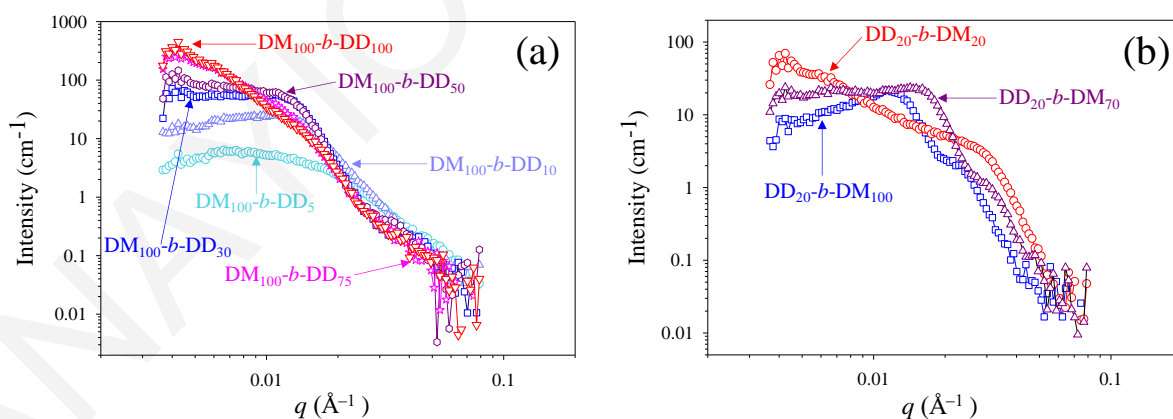 (a)
Intensity (cm⁻¹)
1000
100
10
1
0.1
0.01
DM₁₀₀-b-DD₁₀₀
DM₁₀₀-b-DD₅₀
DM₁₀₀-b-DD₁₀
DM₁₀₀-b-DD₅
DM₁₀₀-b-DD₃₀
DM₁₀₀-b-DD₇₅
0.01
0.1
q (Å⁻¹)
(b)
Intensity (cm⁻¹)
100
10
1
0.1
0.01
DD₂₀-b-DM₂₀
DD₂₀-b-DM₇₀
DD₂₀-b-DM₁₀₀
0.01
0.1
q (Å⁻¹)